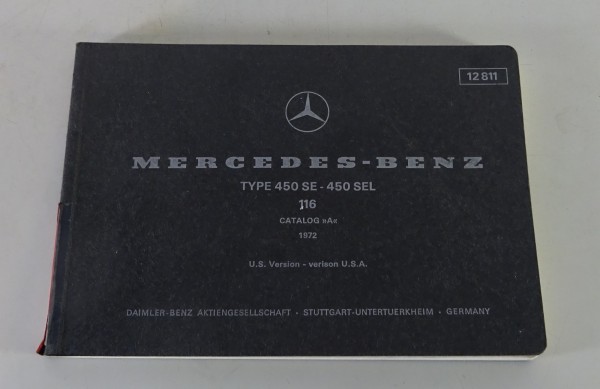 12 811
MERCEDES-BENZ
TYPE 450 SE - 450 SEL
116
CATALOG »A«
1972
U.S. Version - verison U.S.A.
DAIMLER-BENZ AKTIENGESELLSCHAFT · STUTTGART-UNTERTUERKHEIM · GERMANY